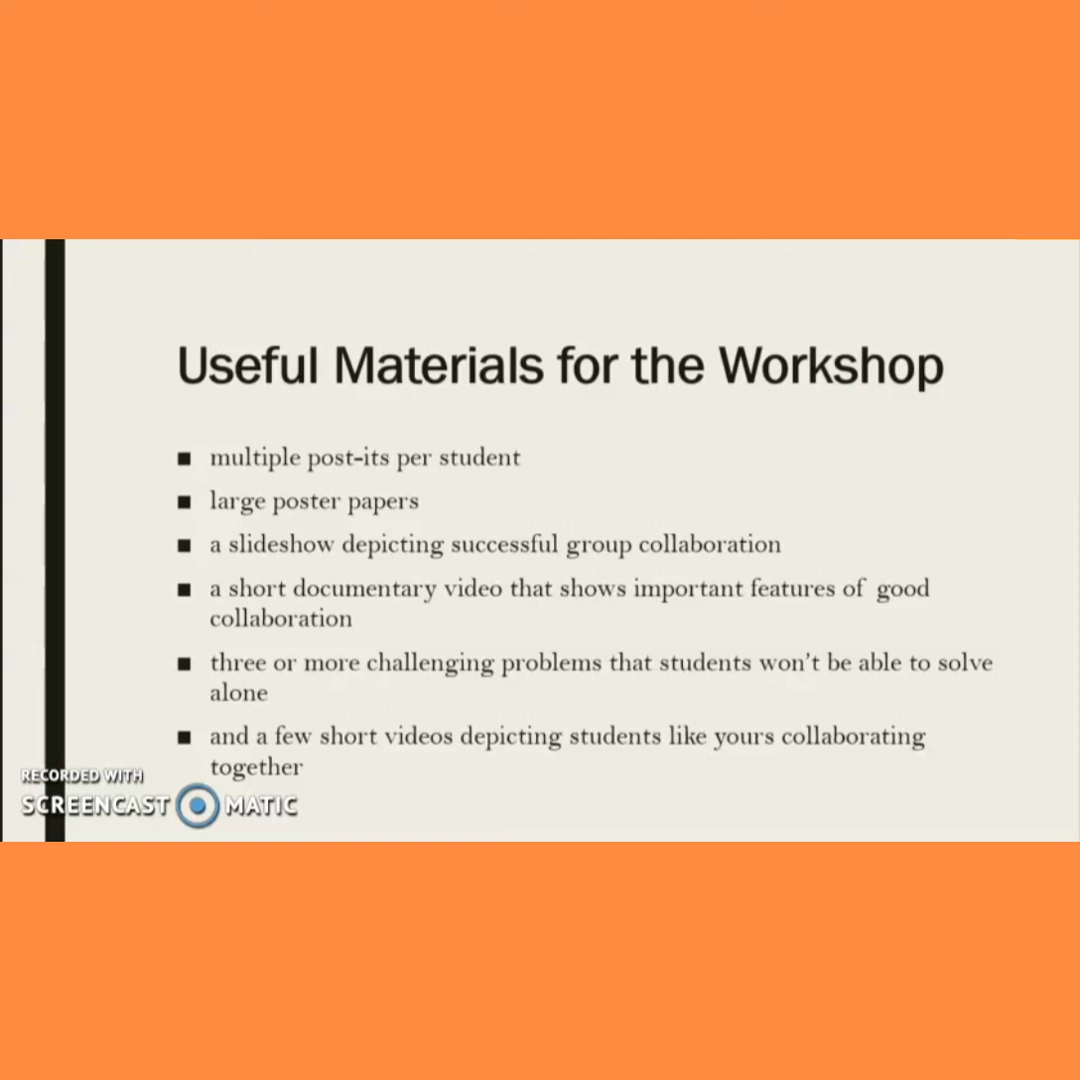 Useful Materials for the Workshop
■ multiple post-its per student
■ large poster papers
■ a slideshow depicting successful group collaboration
■ a short documentary video that shows important features of good
collaboration
■ three or more challenging problems that students won't be able to solve
alone
■ and a few short videos depicting students like yours collaborating
together
RECORDED WITH
SCREENCAST MATIC